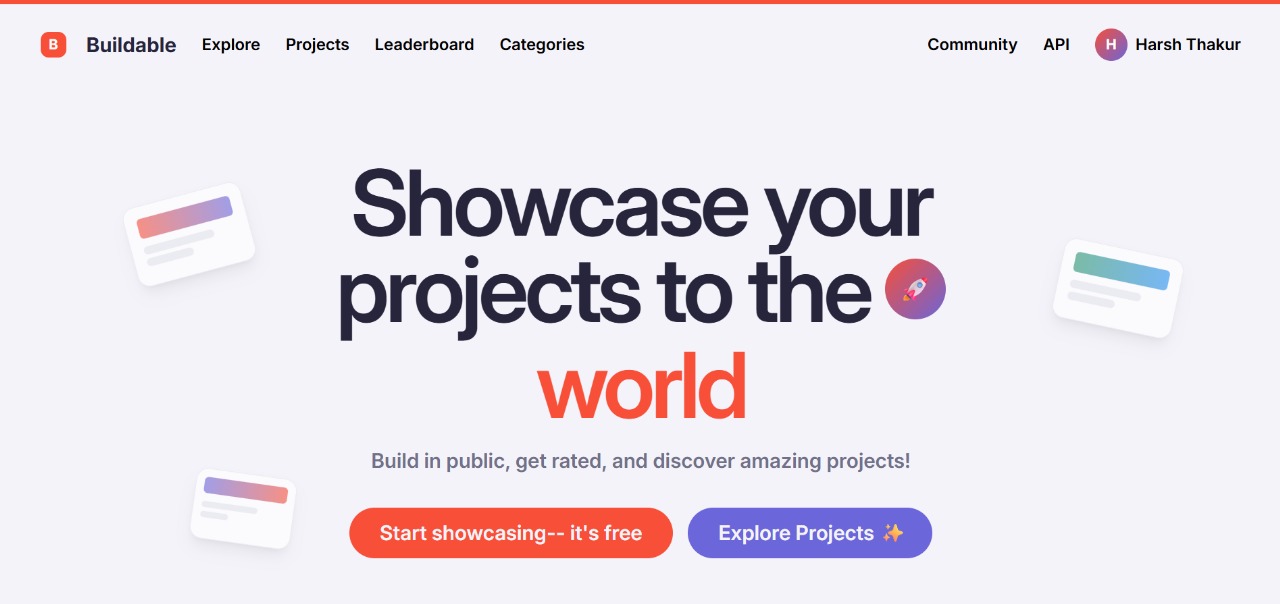 B Buildable Explore Projects Leaderboard Categories Community API H Harsh Thakur
Showcase your
projects to the 🚀
world
Build in public, get rated, and discover amazing projects!
Start showcasing-- it's free Explore Projects ✨